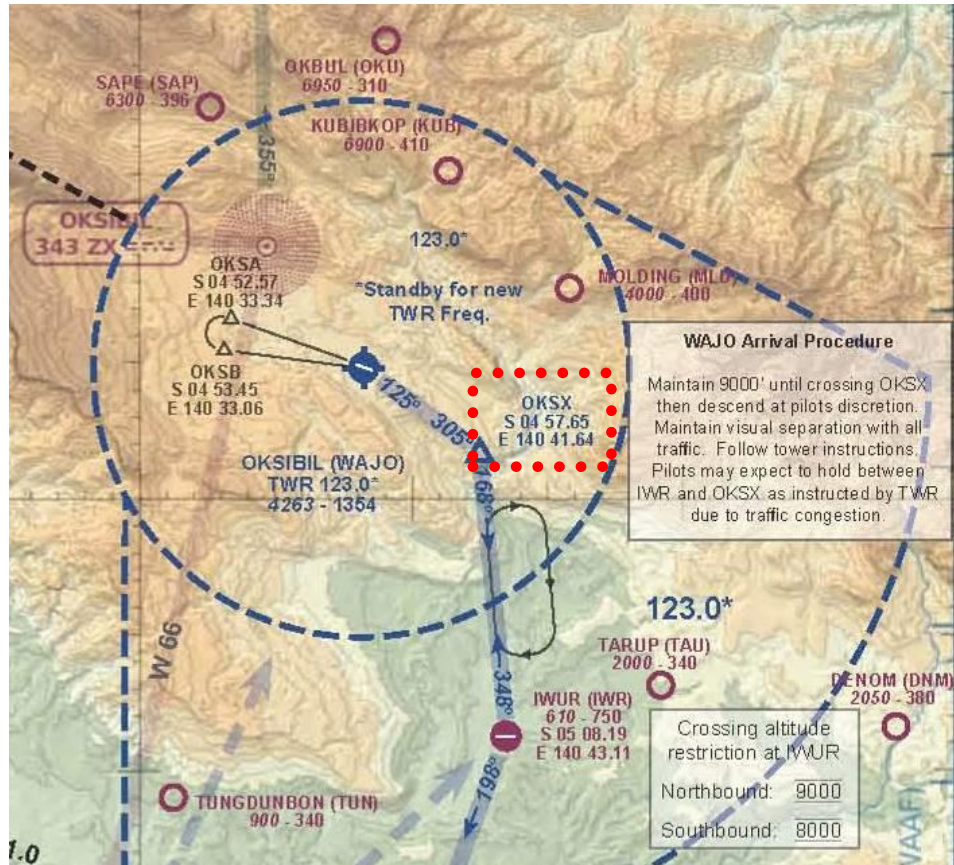 OKBUL (OKU)
6950 - 310
SAPE (SAP)
6300 - 396
KUBIBKOP (KUB)
6900 - 410
355°
OKSIBIL
343 ZX
123.0*
OKSA
S 04 52.57
E 140 33.34
*Standby for new
TWR Freq.
MOLDING (MLD)
4000 - 400
OKSB
S 04 53.45
E 140 33.06
125° 305°
OKSX
S 04 57.65
E 140 41.64
WAJO Arrival Procedure
Maintain 9000' until crossing OKSX
then descend at pilots discretion.
Maintain visual separation with all
traffic. Follow tower instructions.
Pilots may expect to hold between
IWR and OKSX as instructed by TWR
due to traffic congestion.
OKSIBIL (WAJO)
TWR 123.0*
4263 - 1354
168°
W 66
123.0*
TARUP (TAU)
2000 - 340
348°
IWUR (IWR)
610 - 750
S 05 08.19
E 140 43.11
DENOM (DNM)
2050 - 380
Crossing altitude
restriction at IWUR
Northbound: 9000
Southbound: 8000
198°
TUNGDUNBON (TUN)
900 - 340
(AAF)
1.0